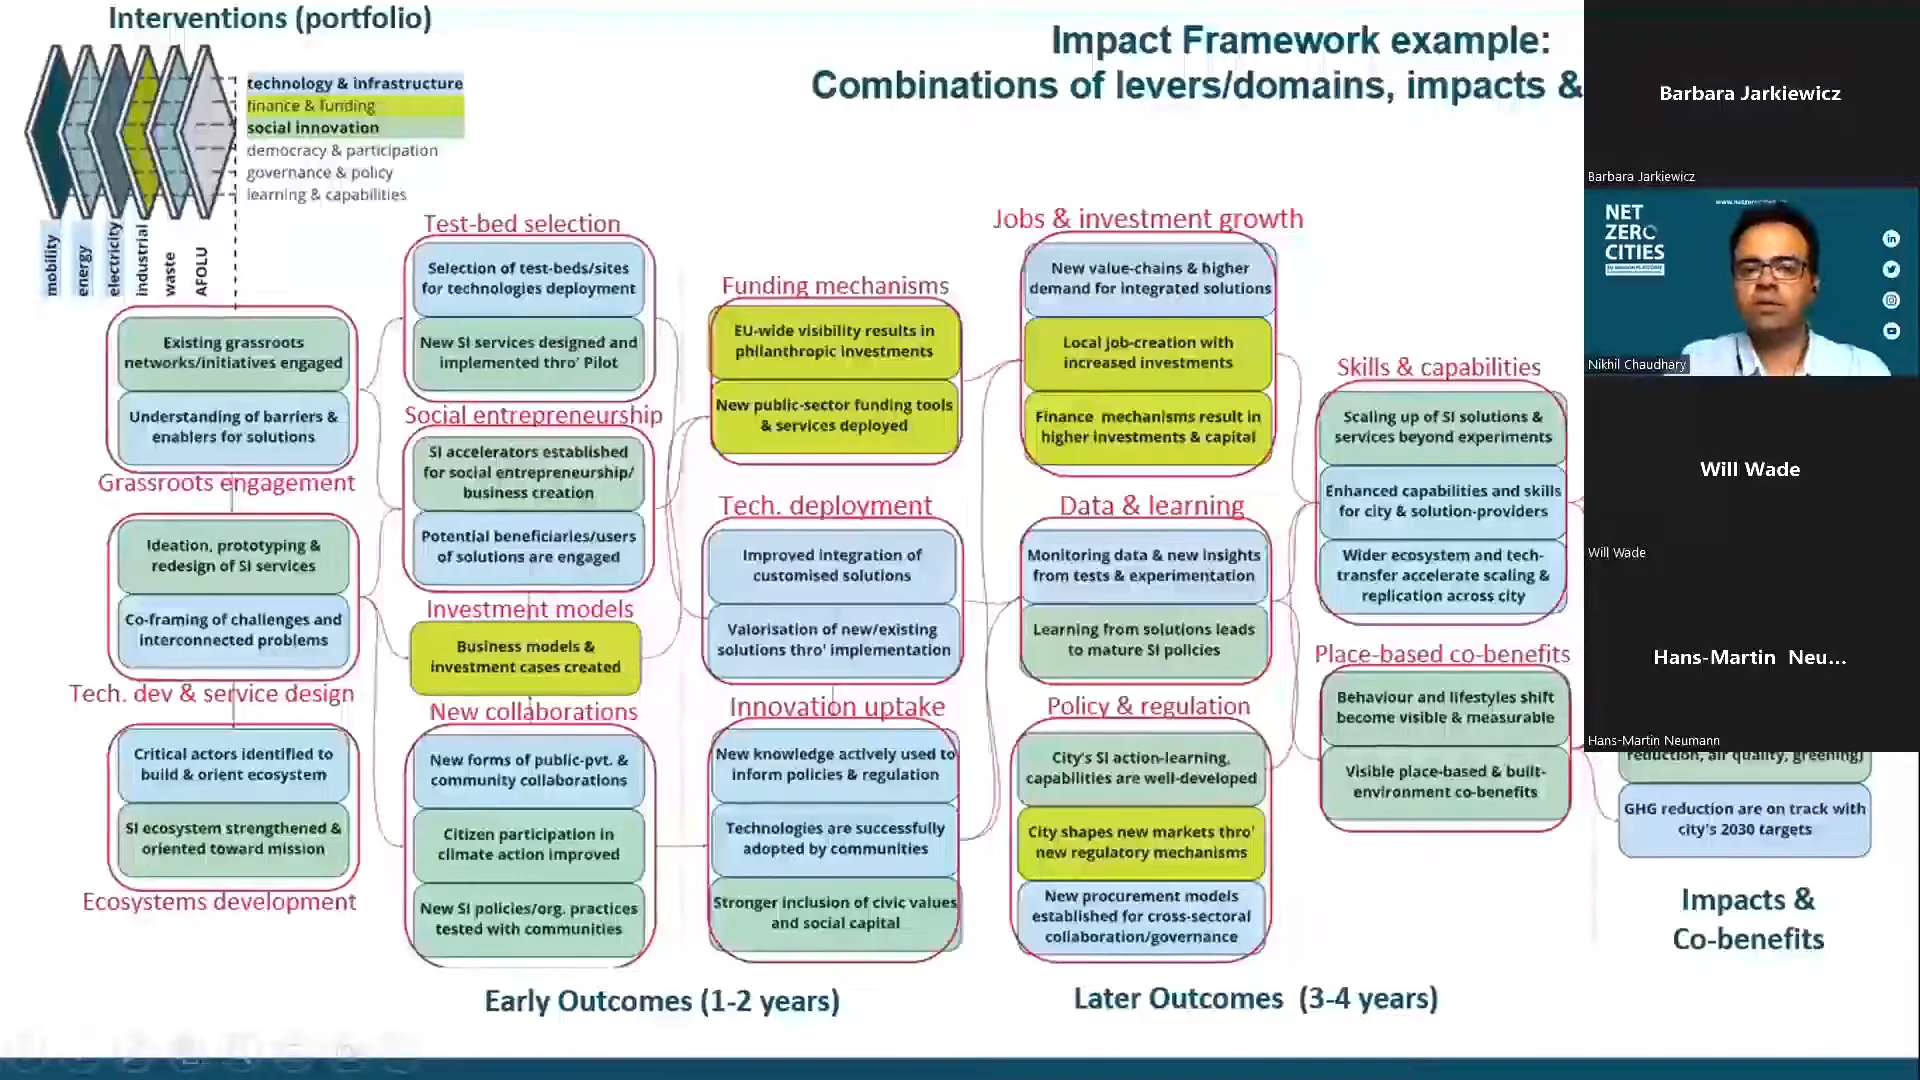 Interventions (portfolio)
Impact Framework example:
Combinations of levers/domains, impacts &
technology & infrastructure
finance & funding
social innovation
democracy & participation
governance & policy
learning & capabilities
mobility
energy
electricity
industrial
waste
AFOLU
Existing grassroots
networks/initiatives engaged
Understanding of barriers &
enablers for solutions
Grassroots engagement
Ideation, prototyping &
redesign of SI services
Co-framing of challenges and
interconnected problems
Tech. dev & service design
Critical actors identified to
build & orient ecosystem
SI ecosystem strengthened &
oriented toward mission
Ecosystems development
Test-bed selection
Selection of test-beds/sites
for technologies deployment
New SI services designed and
implemented thro' Pilot
Social entrepreneurship
SI accelerators established
for social entrepreneurship/
business creation
Potential beneficiaries/users
of solutions are engaged
Investment models
Business models &
investment cases created
New collaborations
New forms of public-pvt. &
community collaborations
Citizen participation in
climate action improved
New SI policies/org. practices
tested with communities
Funding mechanisms
EU-wide visibility results in
philanthropic investments
New public-sector funding tools
& services deployed
Tech. deployment
Improved integration of
customised solutions
Valorisation of new/existing
solutions thro' implementation
Innovation uptake
New knowledge actively used to
inform policies & regulation
Technologies are successfully
adopted by communities
Stronger inclusion of civic values
and social capital
Early Outcomes (1-2 years)
Jobs & investment growth
New value-chains & higher
demand for integrated solutions
Local job-creation with
increased investments
Finance mechanisms result in
higher investments & capital
Data & learning
Monitoring data & new insights
from tests & experimentation
Learning from solutions leads
to mature SI policies
Policy & regulation
City's SI action-learning,
capabilities are well-developed
City shapes new markets thro'
new regulatory mechanisms
New procurement models
established for cross-sectoral
collaboration/governance
Skills & capabilities
Scaling up of SI solutions &
services beyond experiments
Enhanced capabilities and skills
for city & solution-providers
Wider ecosystem and tech-
transfer accelerate scaling &
replication across city
Place-based co-benefits
Behaviour and lifestyles shift
become visible & measurable
Visible place-based & built-
environment co-benefits
Later Outcomes (3-4 years)
reduction, air quality, greening)
GHG reduction are on track with
city's 2030 targets
Impacts &
Co-benefits
Barbara Jarkiewicz
Barbara Jarkiewicz
NET
ZERO
CITIES
Nikhil Chaudhary
Will Wade
Will Wade
Hans-Martin Neu...
Hans-Martin Neumann